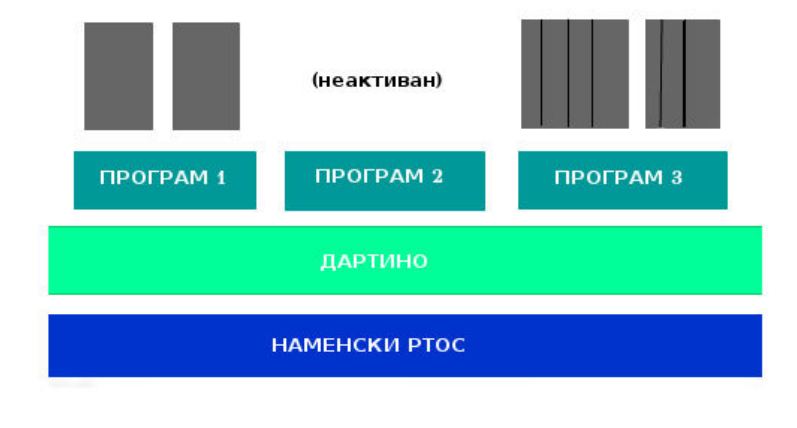 (неактиван)
ПРОГРАМ 1
ПРОГРАМ 2
ПРОГРАМ 3
ДАРТИНО
НАМЕНСКИ РТОС